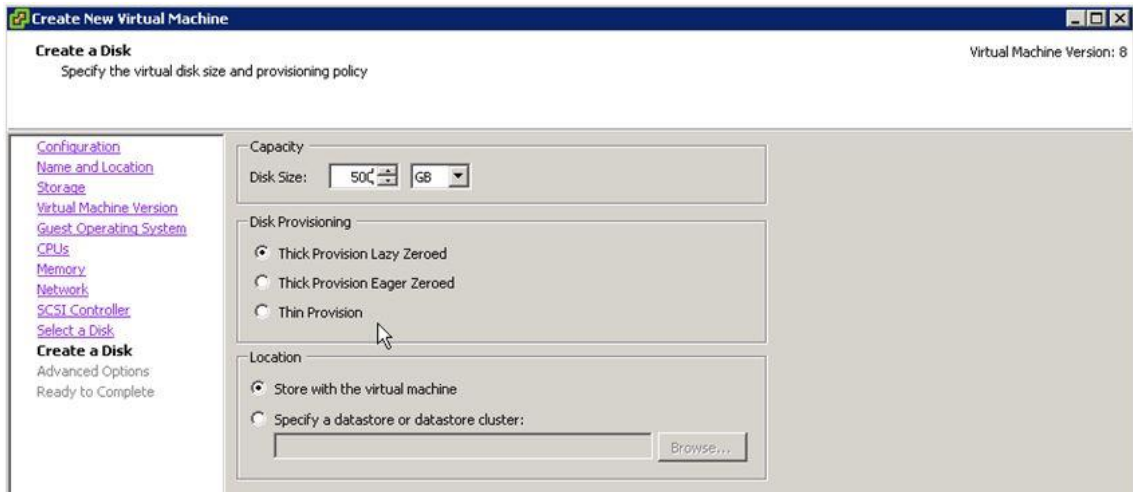 Create New Virtual Machine
Create a Disk
Specify the virtual disk size and provisioning policy
Virtual Machine Version: 8
Configuration
Name and Location
Storage
Virtual Machine Version
Guest Operating System
CPUs
Memory
Network
SCSI Controller
Select a Disk
Create a Disk
Advanced Options
Ready to Complete
Capacity
Disk Size: GB
Disk Provisioning
Thick Provision Lazy Zeroed
Thick Provision Eager Zeroed
Thin Provision
Location
Store with the virtual machine
Specify a datastore or datastore cluster:
Browse...